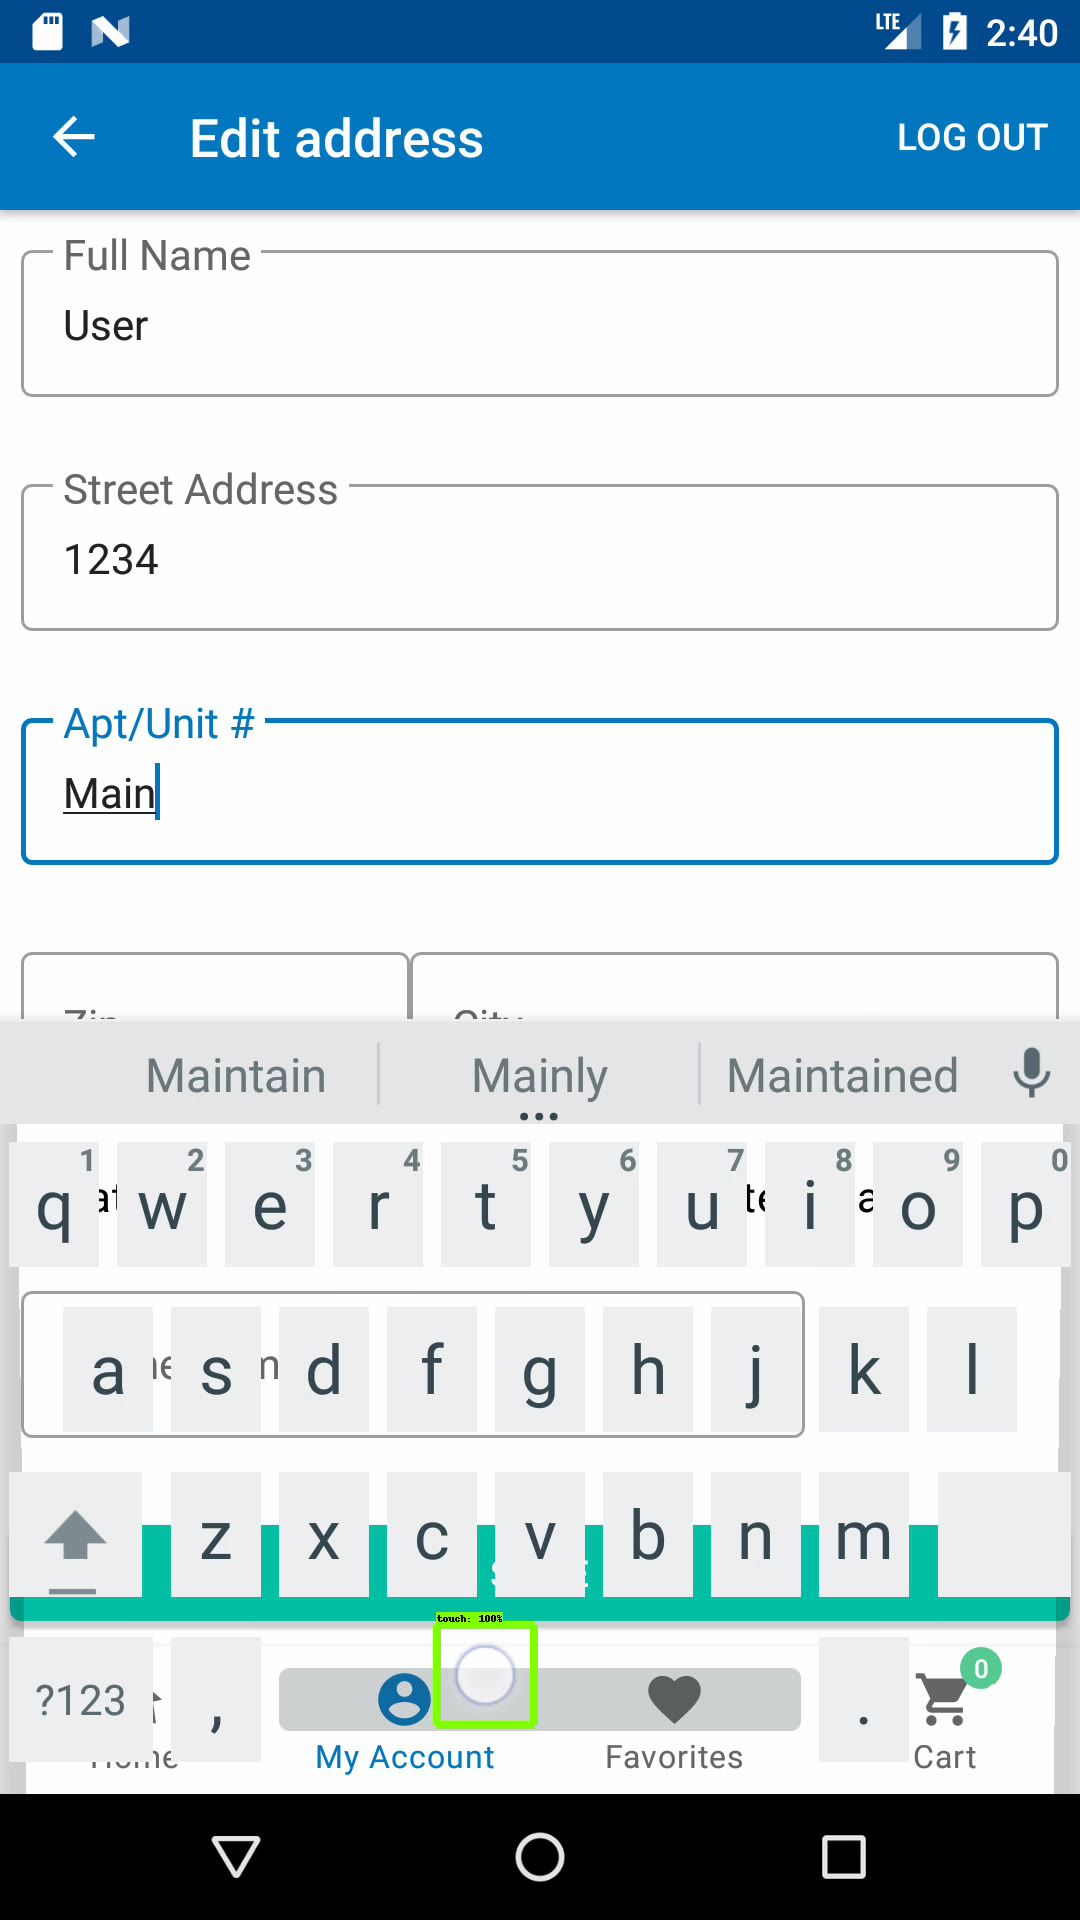 LTE 2:40
Edit address LOG OUT
Full Name
User
Street Address
1234
Apt/Unit #
Main
Zip City
Maintain Mainly Maintained
1 2 3 4 5 6 7 8 9 0
q w e r t y u i o p
a s d f g h j k l
z x c v b n m
touch: 100%
?123 , .
0
Home My Account Favorites Cart